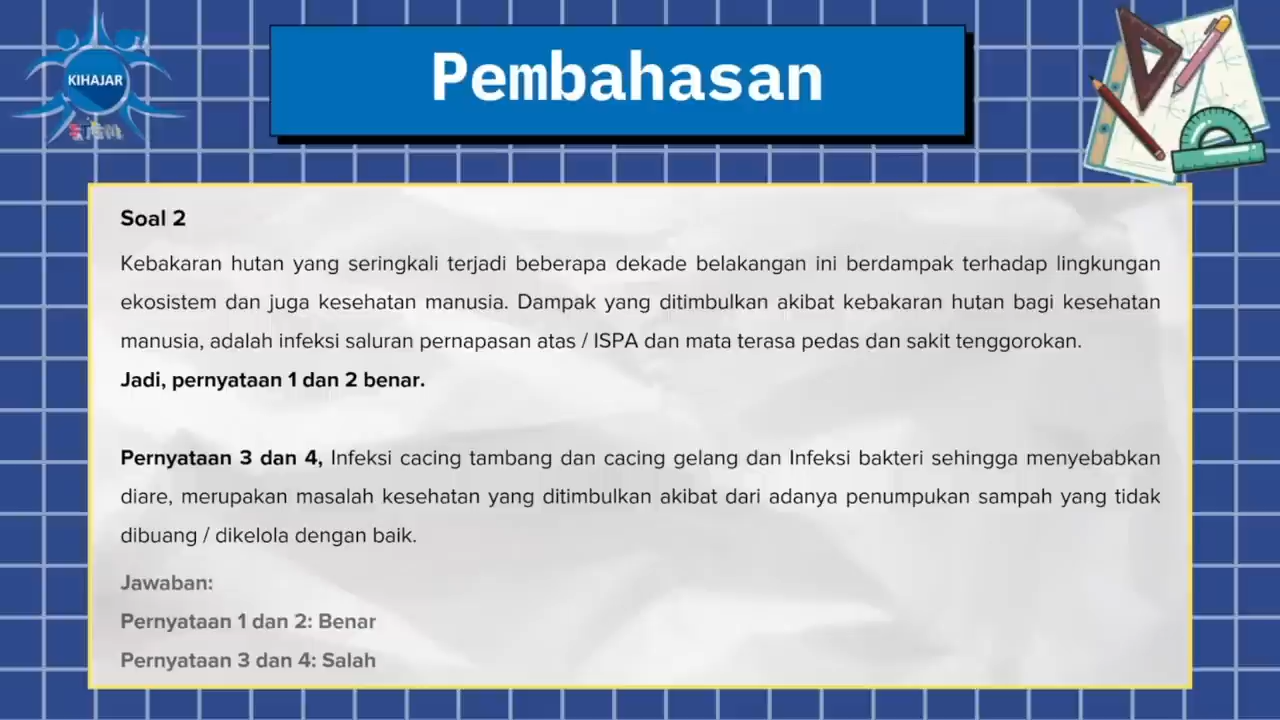 KIHAJAR
STEM
Pembahasan
Soal 2
Kebakaran hutan yang seringkali terjadi beberapa dekade belakangan ini berdampak terhadap lingkungan
ekosistem dan juga kesehatan manusia. Dampak yang ditimbulkan akibat kebakaran hutan bagi kesehatan
manusia, adalah infeksi saluran pernapasan atas / ISPA dan mata terasa pedas dan sakit tenggorokan.
Jadi, pernyataan 1 dan 2 benar.
Pernyataan 3 dan 4, Infeksi cacing tambang dan cacing gelang dan Infeksi bakteri sehingga menyebabkan
diare, merupakan masalah kesehatan yang ditimbulkan akibat dari adanya penumpukan sampah yang tidak
dibuang / dikelola dengan baik.
Jawaban:
Pernyataan 1 dan 2: Benar
Pernyataan 3 dan 4: Salah